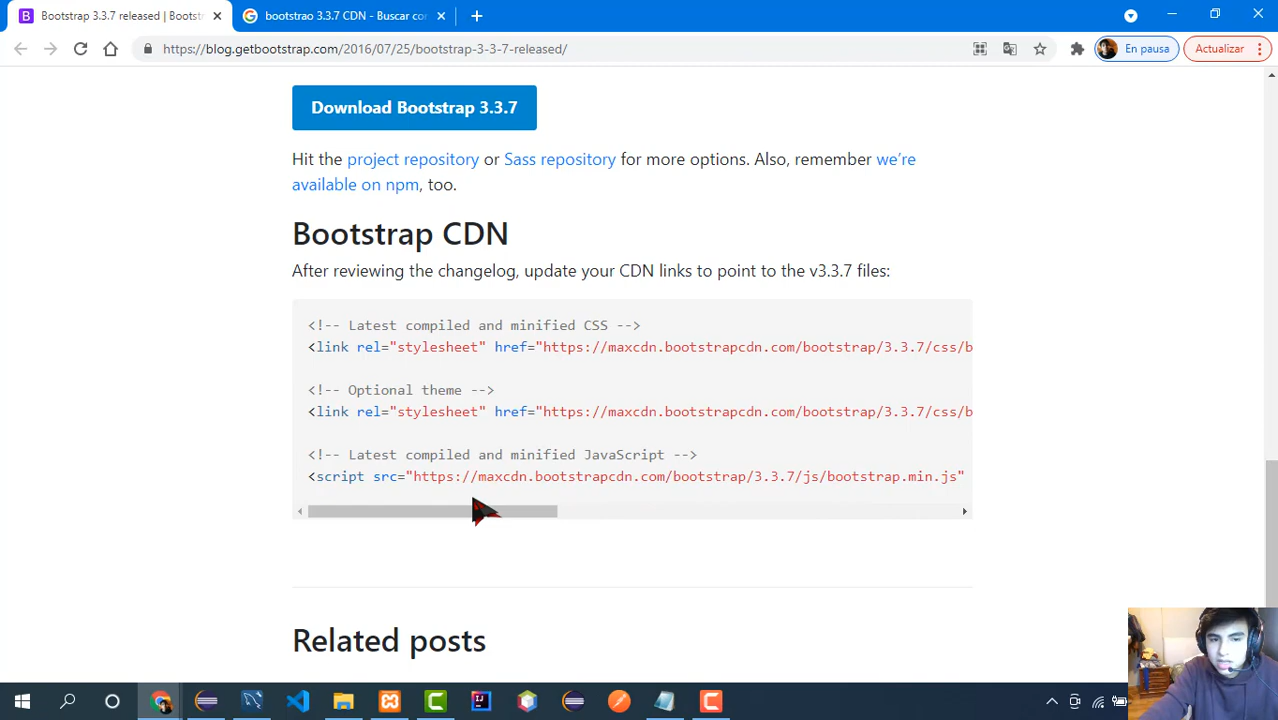 Bootstrap 3.3.7 released | Bootst
bootstrao 3.3.7 CDN - Buscar con
https://blog.getbootstrap.com/2016/07/25/bootstrap-3-3-7-released/
En pausa
Actualizar
Download Bootstrap 3.3.7
Hit the project repository or Sass repository for more options. Also, remember we’re
available on npm, too.
Bootstrap CDN
After reviewing the changelog, update your CDN links to point to the v3.3.7 files:
<!-- Latest compiled and minified CSS -->
<link rel="stylesheet" href="https://maxcdn.bootstrapcdn.com/bootstrap/3.3.7/css/b
<!-- Optional theme -->
<link rel="stylesheet" href="https://maxcdn.bootstrapcdn.com/bootstrap/3.3.7/css/b
<!-- Latest compiled and minified JavaScript -->
<script src="https://maxcdn.bootstrapcdn.com/bootstrap/3.3.7/js/bootstrap.min.js"
Related posts